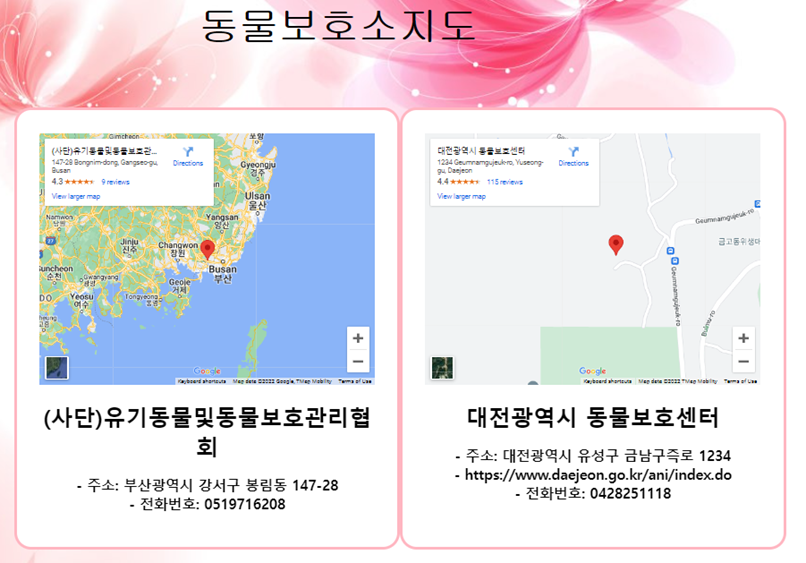 동물보호소지도
(사단)유기동물및동물보호관리...
147-28 Bongnim-dong, Gangseo-gu,
Busan
Directions
4.3 ★★★★★ 9 reviews
View larger map
Gimcheon
포항
Gyeongju
경주
Ulsan
울산
Yangsan
양산
Namwon
남원
Jinju
진주
Changwon
창원
Busan
부산
Suncheon
순천
Gwangyang
광양
Geoje
거제
Yeosu
여수
Tongyeong
통영
Google
Keyboard shortcuts Map data ©2022 Google, TMap Mobility Terms of Use
(사단)유기동물및동물보호관리협
회
- 주소: 부산광역시 강서구 봉림동 147-28
- 전화번호: 0519716208
대전광역시 동물보호센터
1234 Geumnamgujeuk-ro, Yuseong-
gu, Daejeon
Directions
4.4 ★★★★★ 115 reviews
View larger map
Geumnamgujeuk-ro
금고동위생매
Geumnamgujeuk-ro
Bulmu-ro
Google
Keyboard shortcuts Map data ©2022 TMap Mobility Terms of Use
대전광역시 동물보호센터
- 주소: 대전광역시 유성구 금남구즉로 1234
- https://www.daejeon.go.kr/ani/index.do
- 전화번호: 0428251118